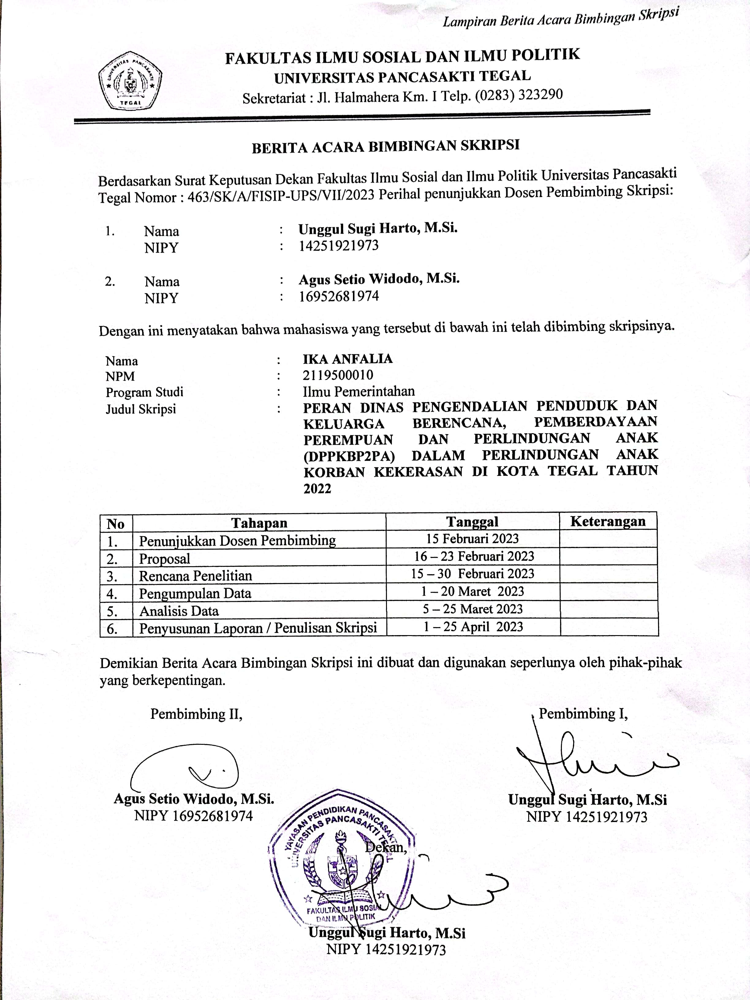 Lampiran Berita Acara Bimbingan Skripsi
UNIVERSITAS PANCASAKTI
TEGAL
FAKULTAS ILMU SOSIAL DAN ILMU POLITIK
UNIVERSITAS PANCASAKTI TEGAL
Sekretariat : Jl. Halmahera Km. I Telp. (0283) 323290
BERITA ACARA BIMBINGAN SKRIPSI
Berdasarkan Surat Keputusan Dekan Fakultas Ilmu Sosial dan Ilmu Politik Universitas Pancasakti
Tegal Nomor : 463/SK/A/FISIP-UPS/VII/2023 Perihal penunjukkan Dosen Pembimbing Skripsi:
1. Nama : Unggul Sugi Harto, M.Si.
NIPY : 14251921973
2. Nama : Agus Setio Widodo, M.Si.
NIPY : 16952681974
Dengan ini menyatakan bahwa mahasiswa yang tersebut di bawah ini telah dibimbing skripsinya.
Nama : IKA ANFALIA
NPM : 2119500010
Program Studi : Ilmu Pemerintahan
Judul Skripsi : PERAN DINAS PENGENDALIAN PENDUDUK DAN
KELUARGA BERENCANA, PEMBERDAYAAN
PEREMPUAN DAN PERLINDUNGAN ANAK
(DPPKBP2PA) DALAM PERLINDUNGAN ANAK
KORBAN KEKERASAN DI KOTA TEGAL TAHUN
2022
No Tahapan Tanggal Keterangan
1. Penunjukkan Dosen Pembimbing 15 Februari 2023
2. Proposal 16 – 23 Februari 2023
3. Rencana Penelitian 15 – 30 Februari 2023
4. Pengumpulan Data 1 – 20 Maret 2023
5. Analisis Data 5 – 25 Maret 2023
6. Penyusunan Laporan / Penulisan Skripsi 1 – 25 April 2023
Demikian Berita Acara Bimbingan Skripsi ini dibuat dan digunakan seperlunya oleh pihak-pihak
yang berkepentingan.
Pembimbing II, Pembimbing I,
Agus Setio Widodo, M.Si. Unggul Sugi Harto, M.Si
NIPY 16952681974 NIPY 14251921973
YAYASAN PENDIDIKAN PANCASAKTI
UNIVERSITAS PANCASAKTI TEGAL
Dekan,
FAKULTAS ILMU SOSIAL
DAN ILMU POLITIK
Unggul Sugi Harto, M.Si
NIPY 14251921973